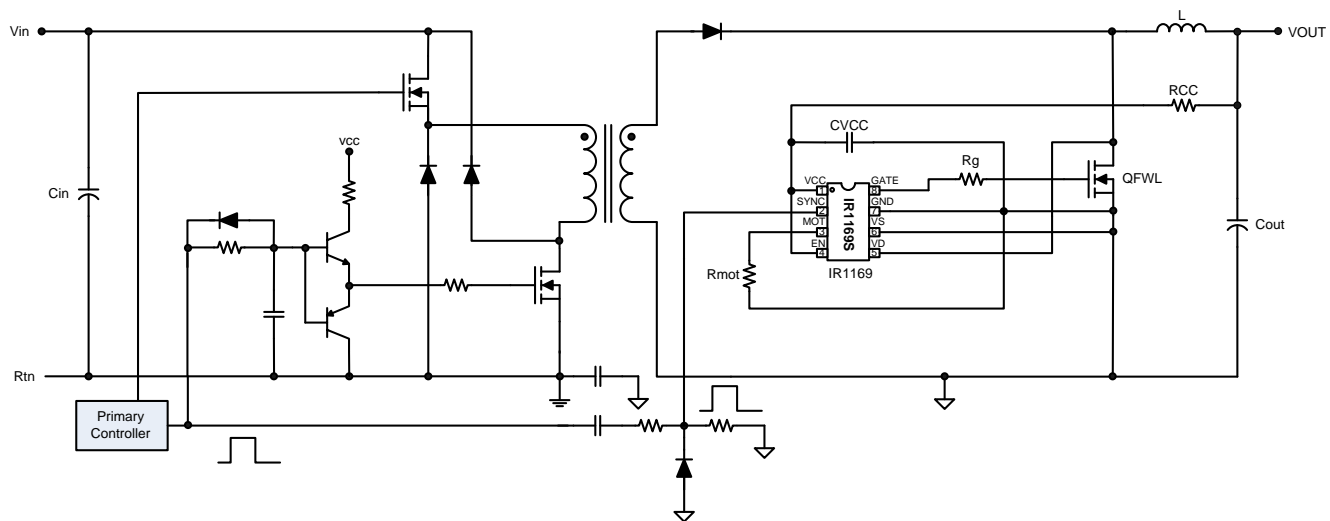 Vin
L
VOUT
RCC
CVCC
vcc
Rg
Cin
VCC
GATE
1
8
QFWL
SYNC
GND
2
7
MOT
VS
3
6
EN
VD
4
5
IR1169S
Cout
Rmot
IR1169
Rtn
Primary
Controller